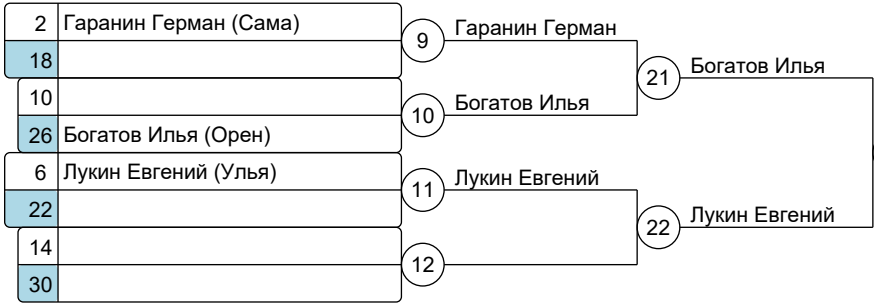 2 Гаранин Герман (Сама)
9 Гаранин Герман
18
21 Богатов Илья
10
10 Богатов Илья
26 Богатов Илья (Орен)
6 Лукин Евгений (Улья)
11 Лукин Евгений
22
22 Лукин Евгений
14
12
30